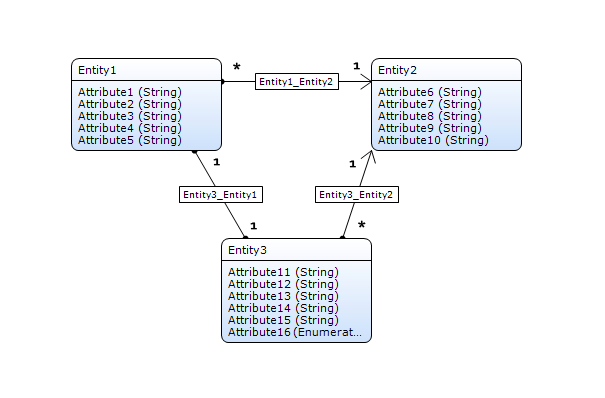 * 1
Entity1
Entity2
Entity1_Entity2
Attribute1 (String)
Attribute2 (String)
Attribute3 (String)
Attribute4 (String)
Attribute5 (String)
Attribute6 (String)
Attribute7 (String)
Attribute8 (String)
Attribute9 (String)
Attribute10 (String)
1
1
Entity3_Entity1
Entity3_Entity2
1
*
Entity3
Attribute11 (String)
Attribute12 (String)
Attribute13 (String)
Attribute14 (String)
Attribute15 (String)
Attribute16 (Enumerat...